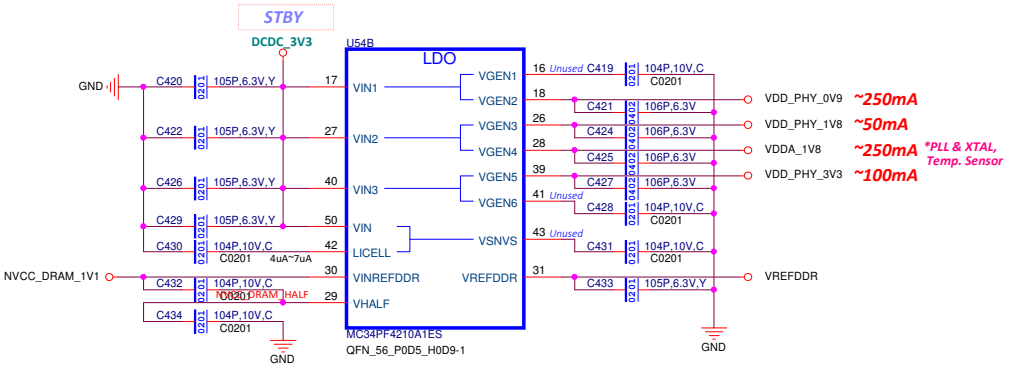 STBY
DCDC_3V3
U54B
LDO
GND
C420
0201
105P,6.3V,Y
17
VIN1
C422
0201
105P,6.3V,Y
27
VIN2
C426
0201
105P,6.3V,Y
40
VIN3
C429
0201
105P,6.3V,Y
50
VIN
C430
0201
104P,10V,C
C0201
4uA~7uA
42
LICELL
NVCC_DRAM_1V1
30
VINREFDDR
C432
0201
104P,10V,C
C0201
NVCC_DRAM_HALF
29
VHALF
C434
0201
104P,10V,C
C0201
GND
VGEN1
16
Unused
C419
0201
104P,10V,C
C0201
VGEN2
18
VDD_PHY_0V9
~250mA
C421
0402
106P,6.3V
VGEN3
26
VDD_PHY_1V8
~50mA
C424
0402
106P,6.3V
VGEN4
28
VDDA_1V8
~250mA
*PLL & XTAL,
Temp. Sensor
C425
0402
106P,6.3V
VGEN5
39
VDD_PHY_3V3
~100mA
C427
0402
106P,6.3V
VGEN6
41
Unused
C428
0201
104P,10V,C
C0201
VSNVS
43
Unused
C431
0201
104P,10V,C
C0201
VREFDDR
31
VREFDDR
C433
0201
105P,6.3V,Y
GND
MC34PF4210A1ES
QFN_56_P0D5_H0D9-1